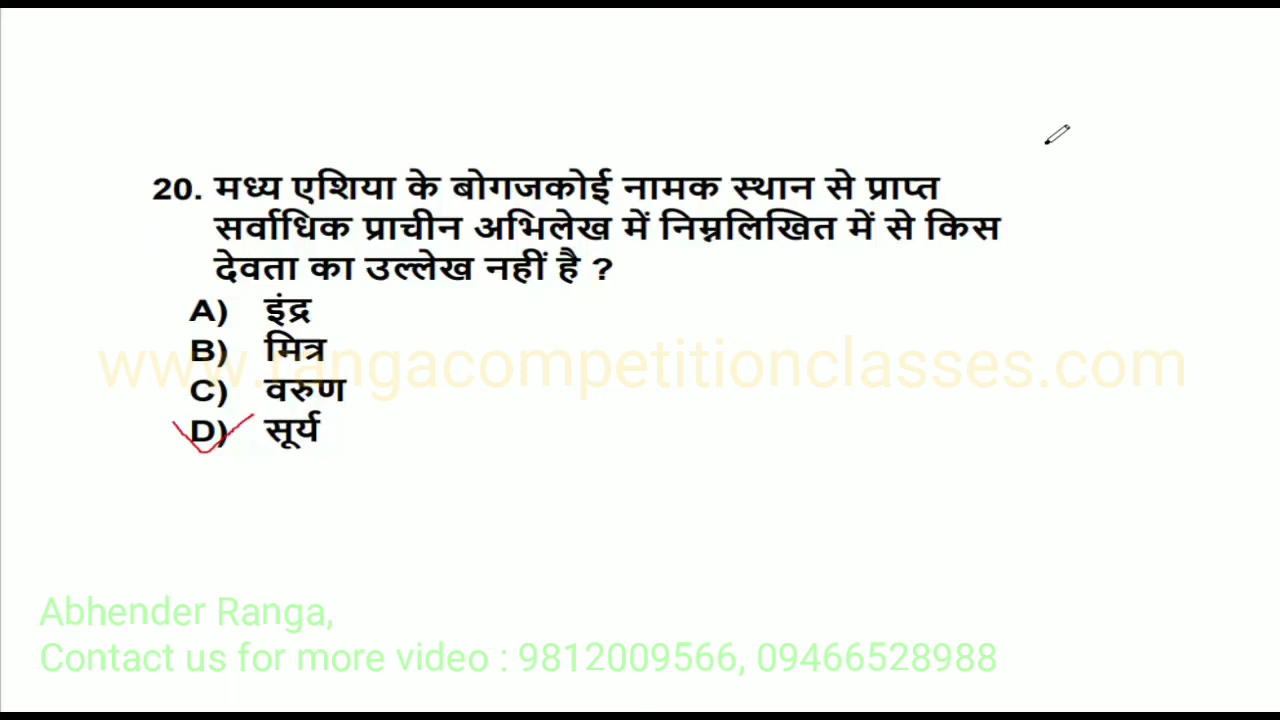 20. मध्य एशिया के बोगजकोई नामक स्थान से प्राप्त
सर्वाधिक प्राचीन अभिलेख में निम्नलिखित में से किस
देवता का उल्लेख नहीं है ?
A) इंद्र
B) मित्र
www.rangacompetitionclasses.com
C) वरुण
D) सूर्य
Abhender Ranga,
Contact us for more video : 9812009566, 09466528988